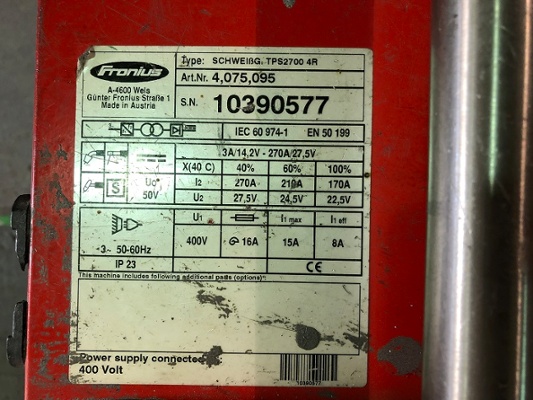 Fronius
Type: SCHWEIßG. TPS2700 4R
Art.Nr. 4,075,095
A-4600 Wels
Günter Fronius Straße 1
Made in Austria
S.N. 10390577
IEC 60 974-1 EN 50 199
3A/14,2V - 270A/27,5V
X(40 C) 40% 60% 100%
S Uo 50V I2 270A 210A 170A
U2 27,5V 24,5V 22,5V
U1 I1 max I1 eff
3~ 50-60Hz 400V 16A 15A 8A
IP 23 CE
This machine includes following additional parts (options)*:
Power supply connected
400 Volt
10390577